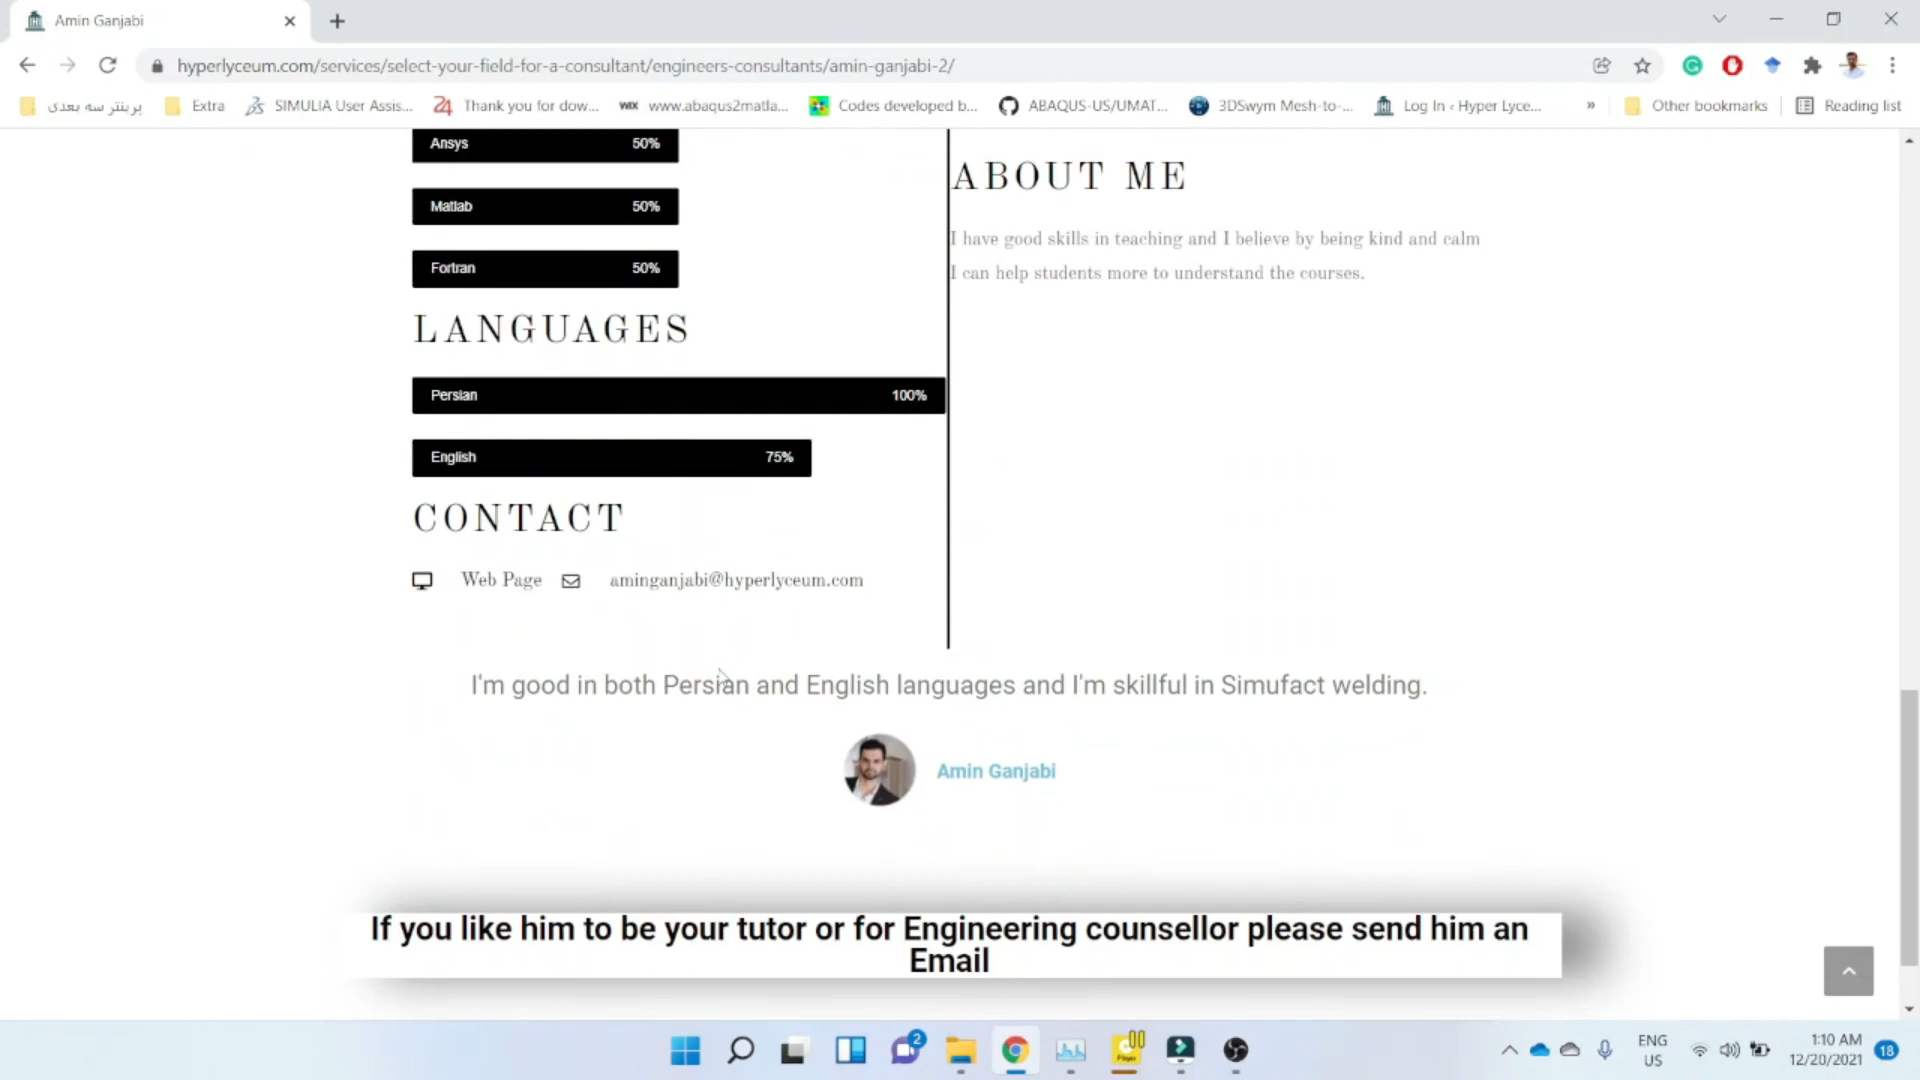 Amin Ganjabi
hyperlyceum.com/services/select-your-field-for-a-consultant/engineers-consultants/amin-ganjabi-2/
پرینتر سه بعدی Extra SIMULIA User Assis... Thank you for dow... WIX www.abaqus2matla... Codes developed b... ABAQUS-US/UMAT... 3DSwym Mesh-to-... Log In ‹ Hyper Lyce... » Other bookmarks Reading list
Ansys 50%
Matlab 50%
Fortran 50%
LANGUAGES
Persian 100%
English 75%
CONTACT
Web Page aminganjabi@hyperlyceum.com
ABOUT ME
I have good skills in teaching and I believe by being kind and calm
I can help students more to understand the courses.
I'm good in both Persian and English languages and I'm skillful in Simufact welding.
Amin Ganjabi
If you like him to be your tutor or for Engineering counsellor please send him an
Email
2
Player
ENG
US
1:10 AM
12/20/2021
18